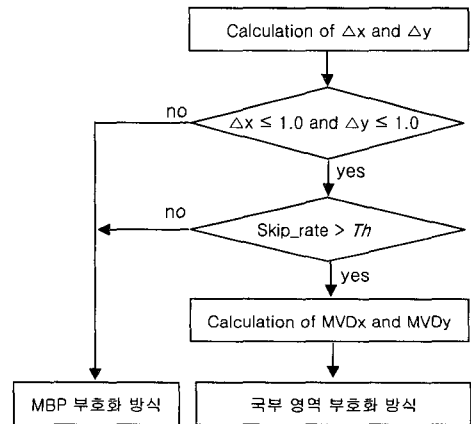 Calculation of △x and △y
no
△x ≤ 1.0 and △y ≤ 1.0
yes
no
Skip_rate > Th
yes
Calculation of MVDx and MVDy
MBP 부호화 방식
국부 영역 부호화 방식